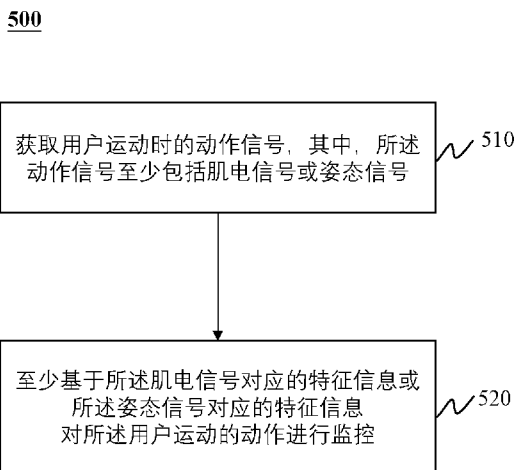 500
获取用户运动时的动作信号，其中，所述
动作信号至少包括肌电信号或姿态信号
510
至少基于所述肌电信号对应的特征信息或
所述姿态信号对应的特征信息
对所述用户运动的动作进行监控
520